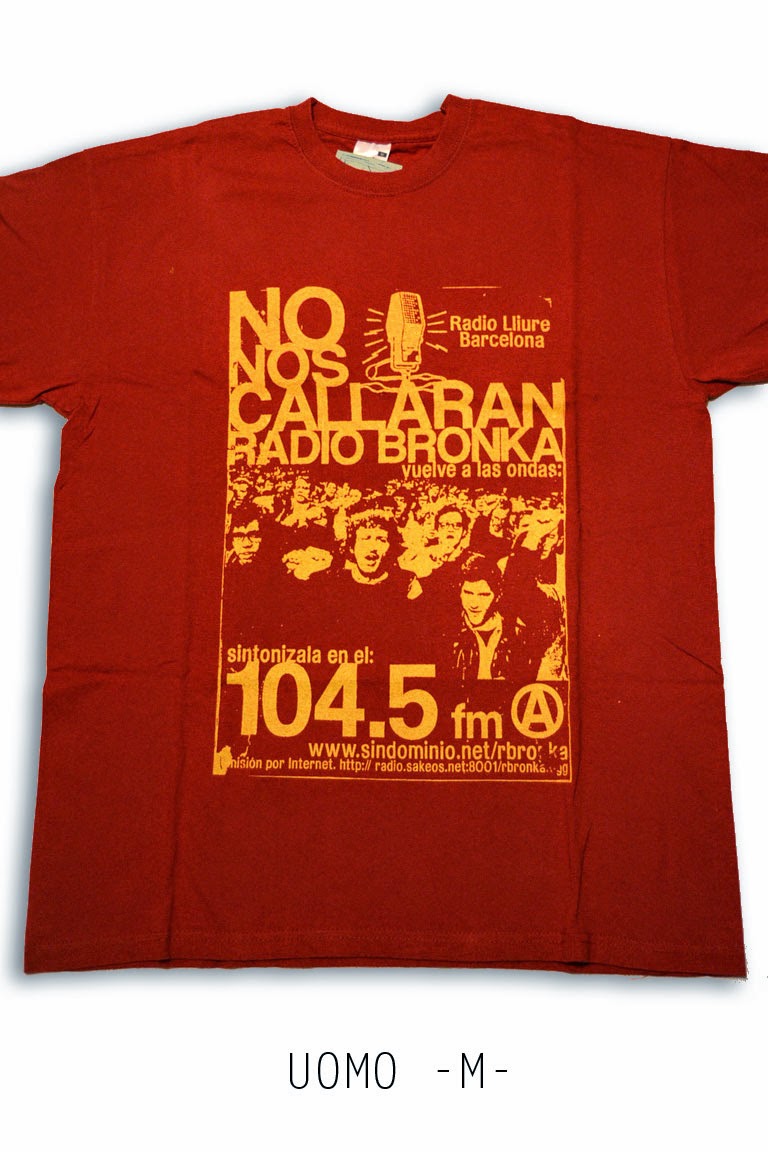 NO
NOS
CALLARAN
RADIO BRONKA
Radio Lliure
Barcelona
vuelve a las ondas:
sintonizala en el:
104.5 fm Ⓐ
www.sindominio.net/rbronka
por Internet. http:// radio.sakeos.net:8001/
UOMO -M-